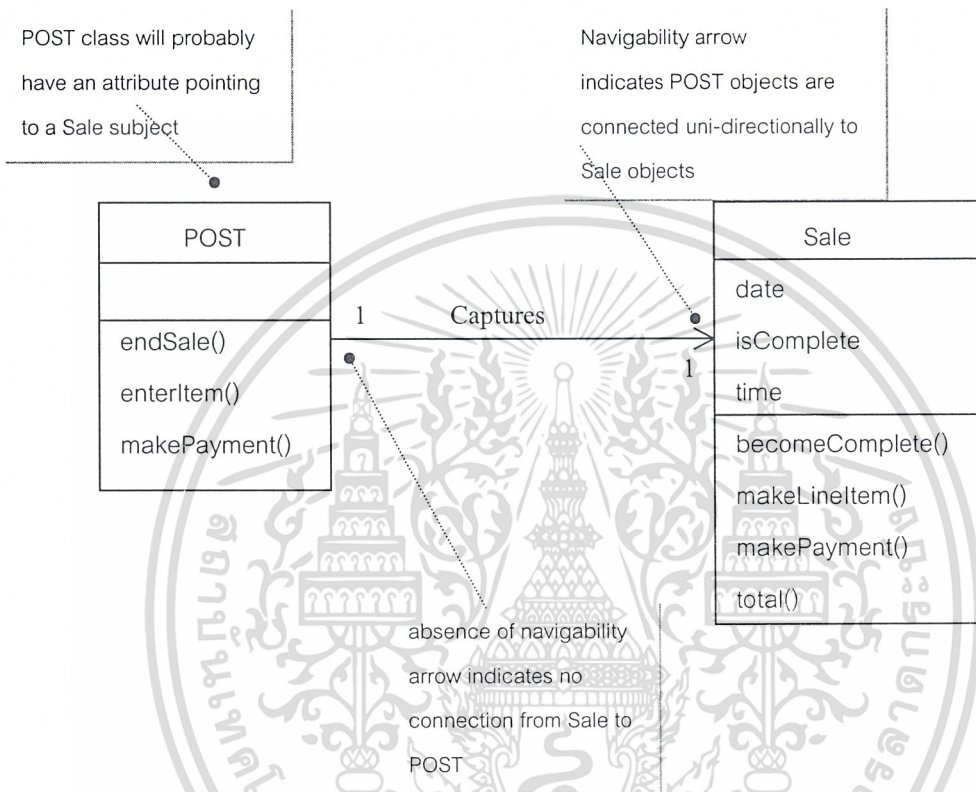 POST class will probably
have an attribute pointing
to a Sale subject
Navigability arrow
indicates POST objects are
connected uni-directionally to
Sale objects
POST
endSale()
enterItem()
makePayment()
1
Captures
1
Sale
date
isComplete
time
becomeComplete()
makeLineItem()
makePayment()
total()
absence of navigability
arrow indicates no
connection from Sale to
POST